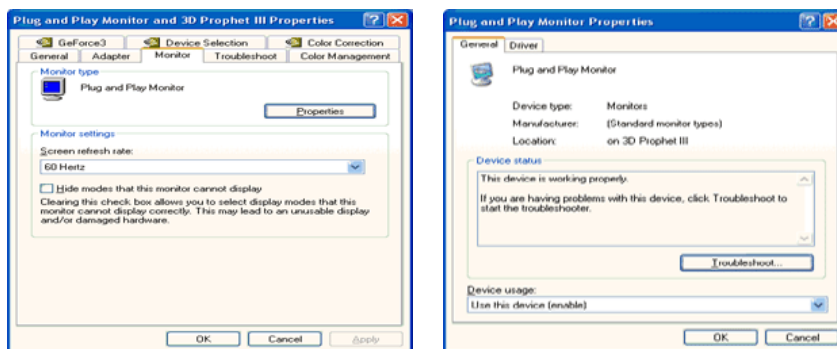 Plug and Play Monitor and 3D Prophet III Properties
GeForce3 Device Selection Color Correction
General Adapter Monitor Troubleshoot Color Management
Monitor type
Plug and Play Monitor
Properties
Monitor settings
Screen refresh rate:
60 Hertz
Hide modes that this monitor cannot display
Clearing this check box allows you to select display modes that this
monitor cannot display correctly. This may lead to an unusable display
and/or damaged hardware.
OK Cancel Apply
Plug and Play Monitor Properties
General Driver
Plug and Play Monitor
Device type: Monitors
Manufacturer: (Standard monitor types)
Location: on 3D Prophet III
Device status
This device is working properly.
If you are having problems with this device, click Troubleshoot to
start the troubleshooter.
Troubleshoot...
Device usage:
Use this device (enable)
OK Cancel